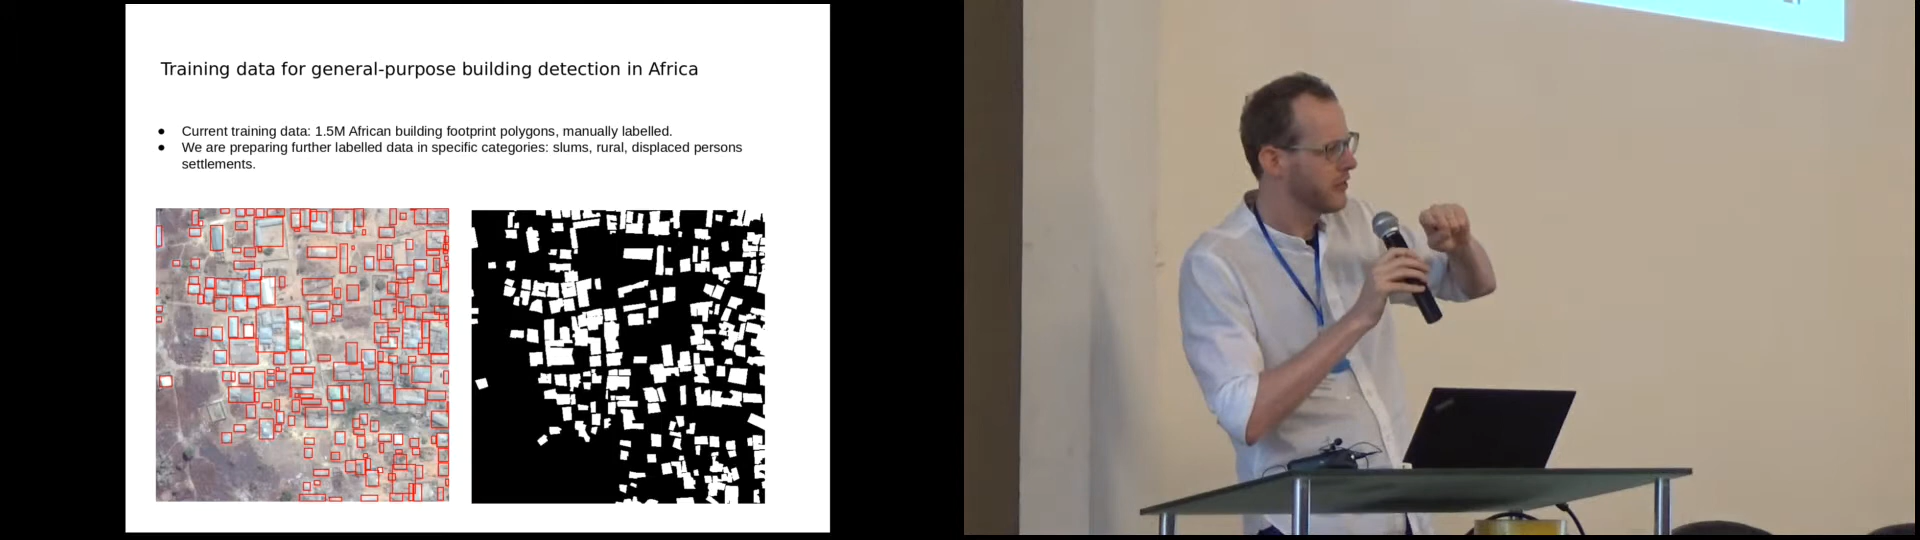 Training data for general-purpose building detection in Africa
● Current training data: 1.5M African building footprint polygons, manually labelled.
● We are preparing further labelled data in specific categories: slums, rural, displaced persons
settlements.